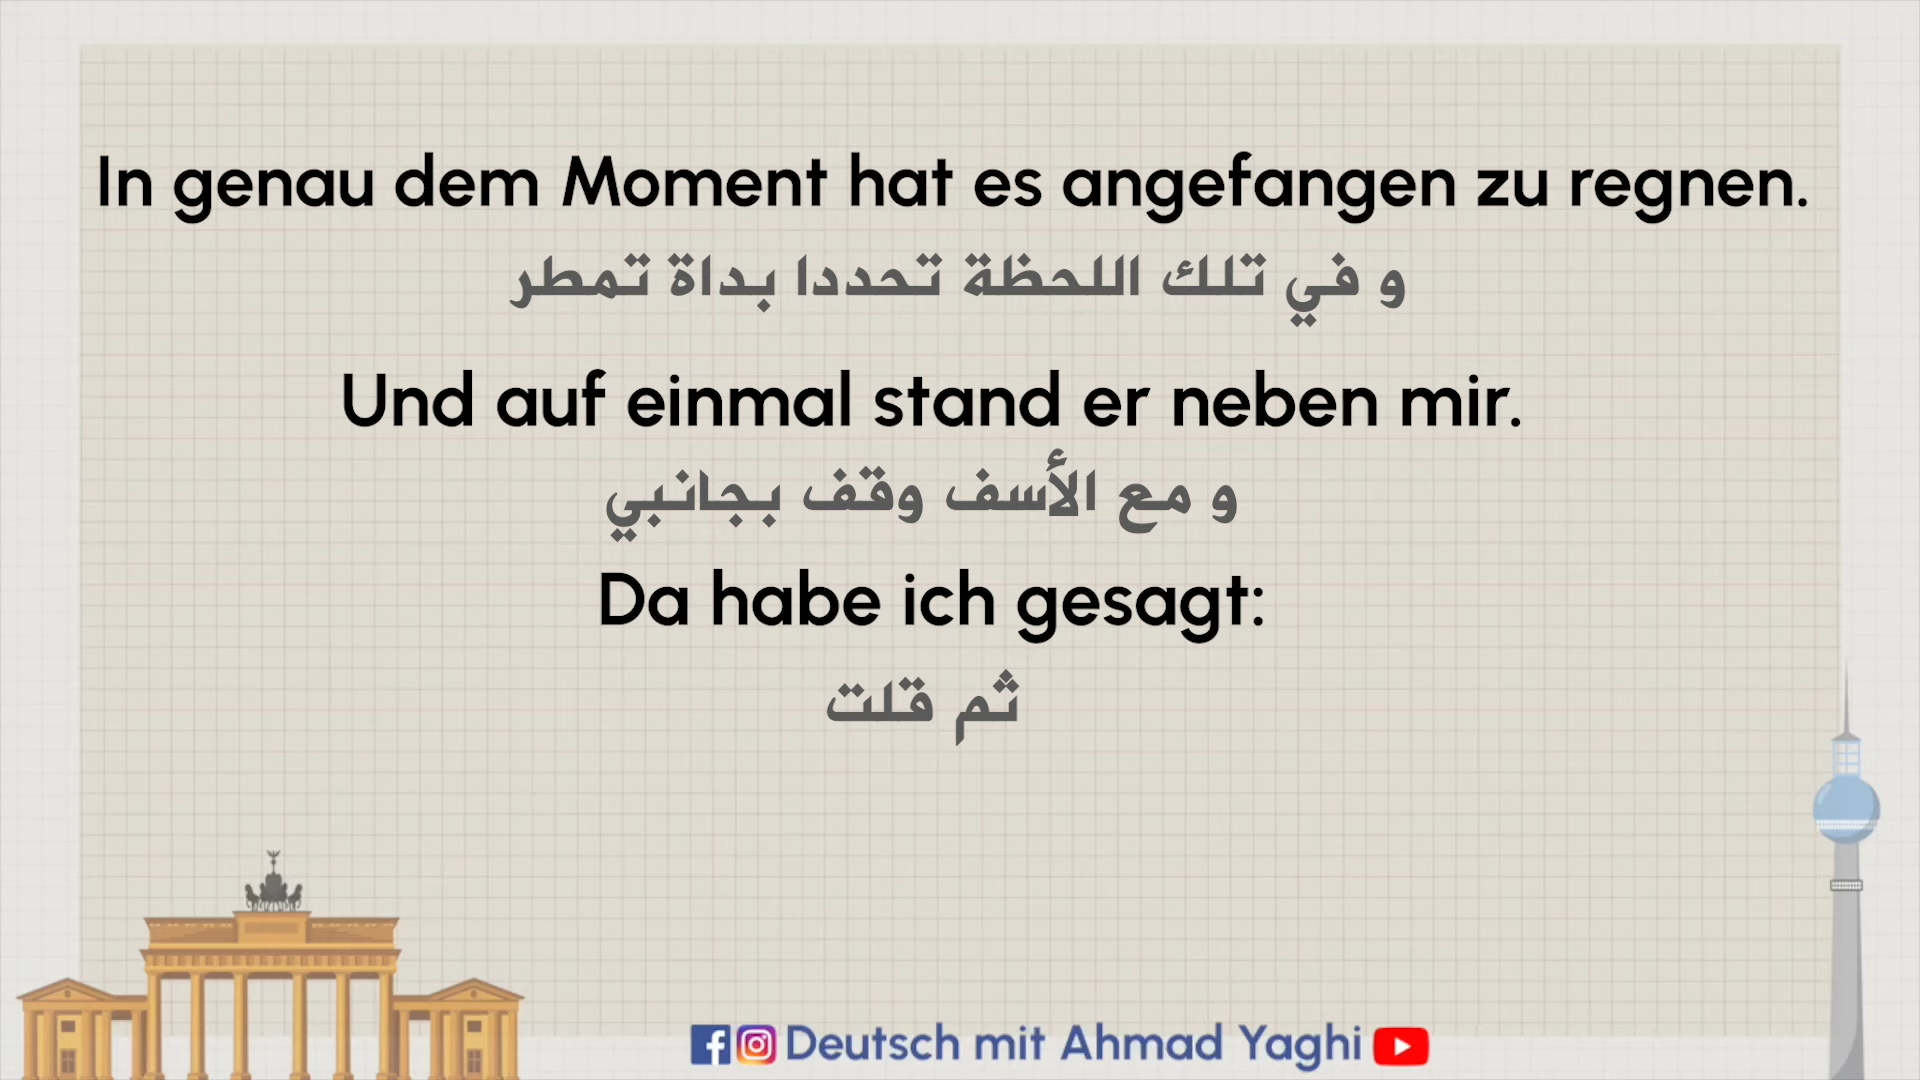 In genau dem Moment hat es angefangen zu regnen.
و في تلك اللحظة تحددا بداة تمطر
Und auf einmal stand er neben mir.
و مع الأسف وقف بجانبي
Da habe ich gesagt:
ثم قلت
Deutsch mit Ahmad Yaghi